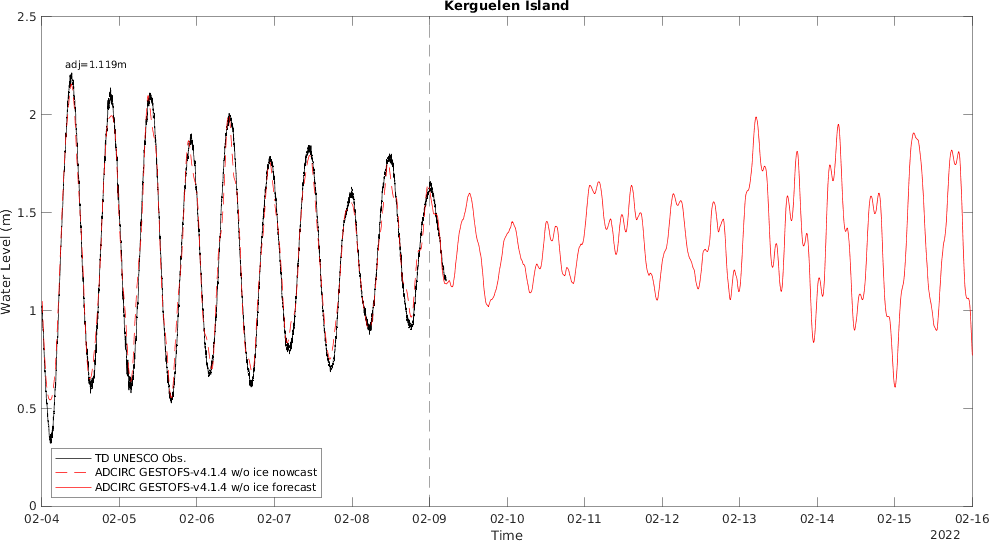 Kerguelen Island
adj=1.119m
Water Level (m)
2.5
2
1.5
1
0.5
0
TD UNESCO Obs.
ADCIRC GESTOFS-v4.1.4 w/o ice nowcast
ADCIRC GESTOFS-v4.1.4 w/o ice forecast
02-04 02-05 02-06 02-07 02-08 02-09 02-10 02-11 02-12 02-13 02-14 02-15 02-16
Time
2022